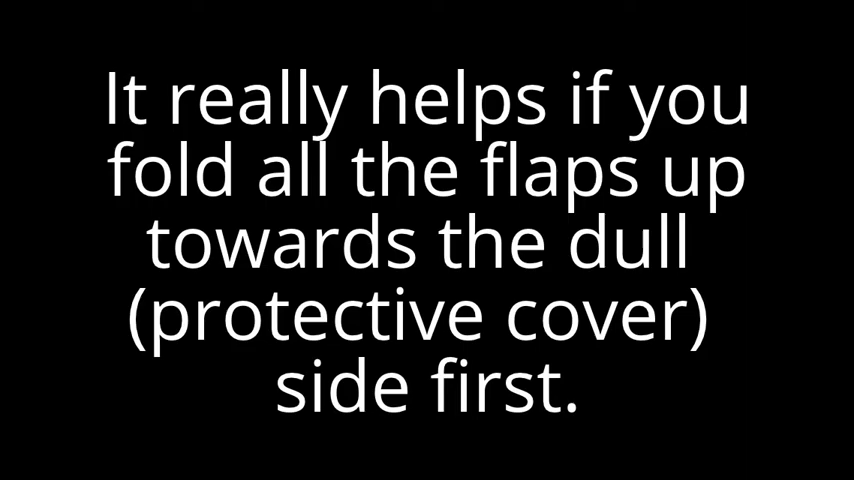 It really helps if you
fold all the flaps up
towards the dull
(protective cover)
side first.